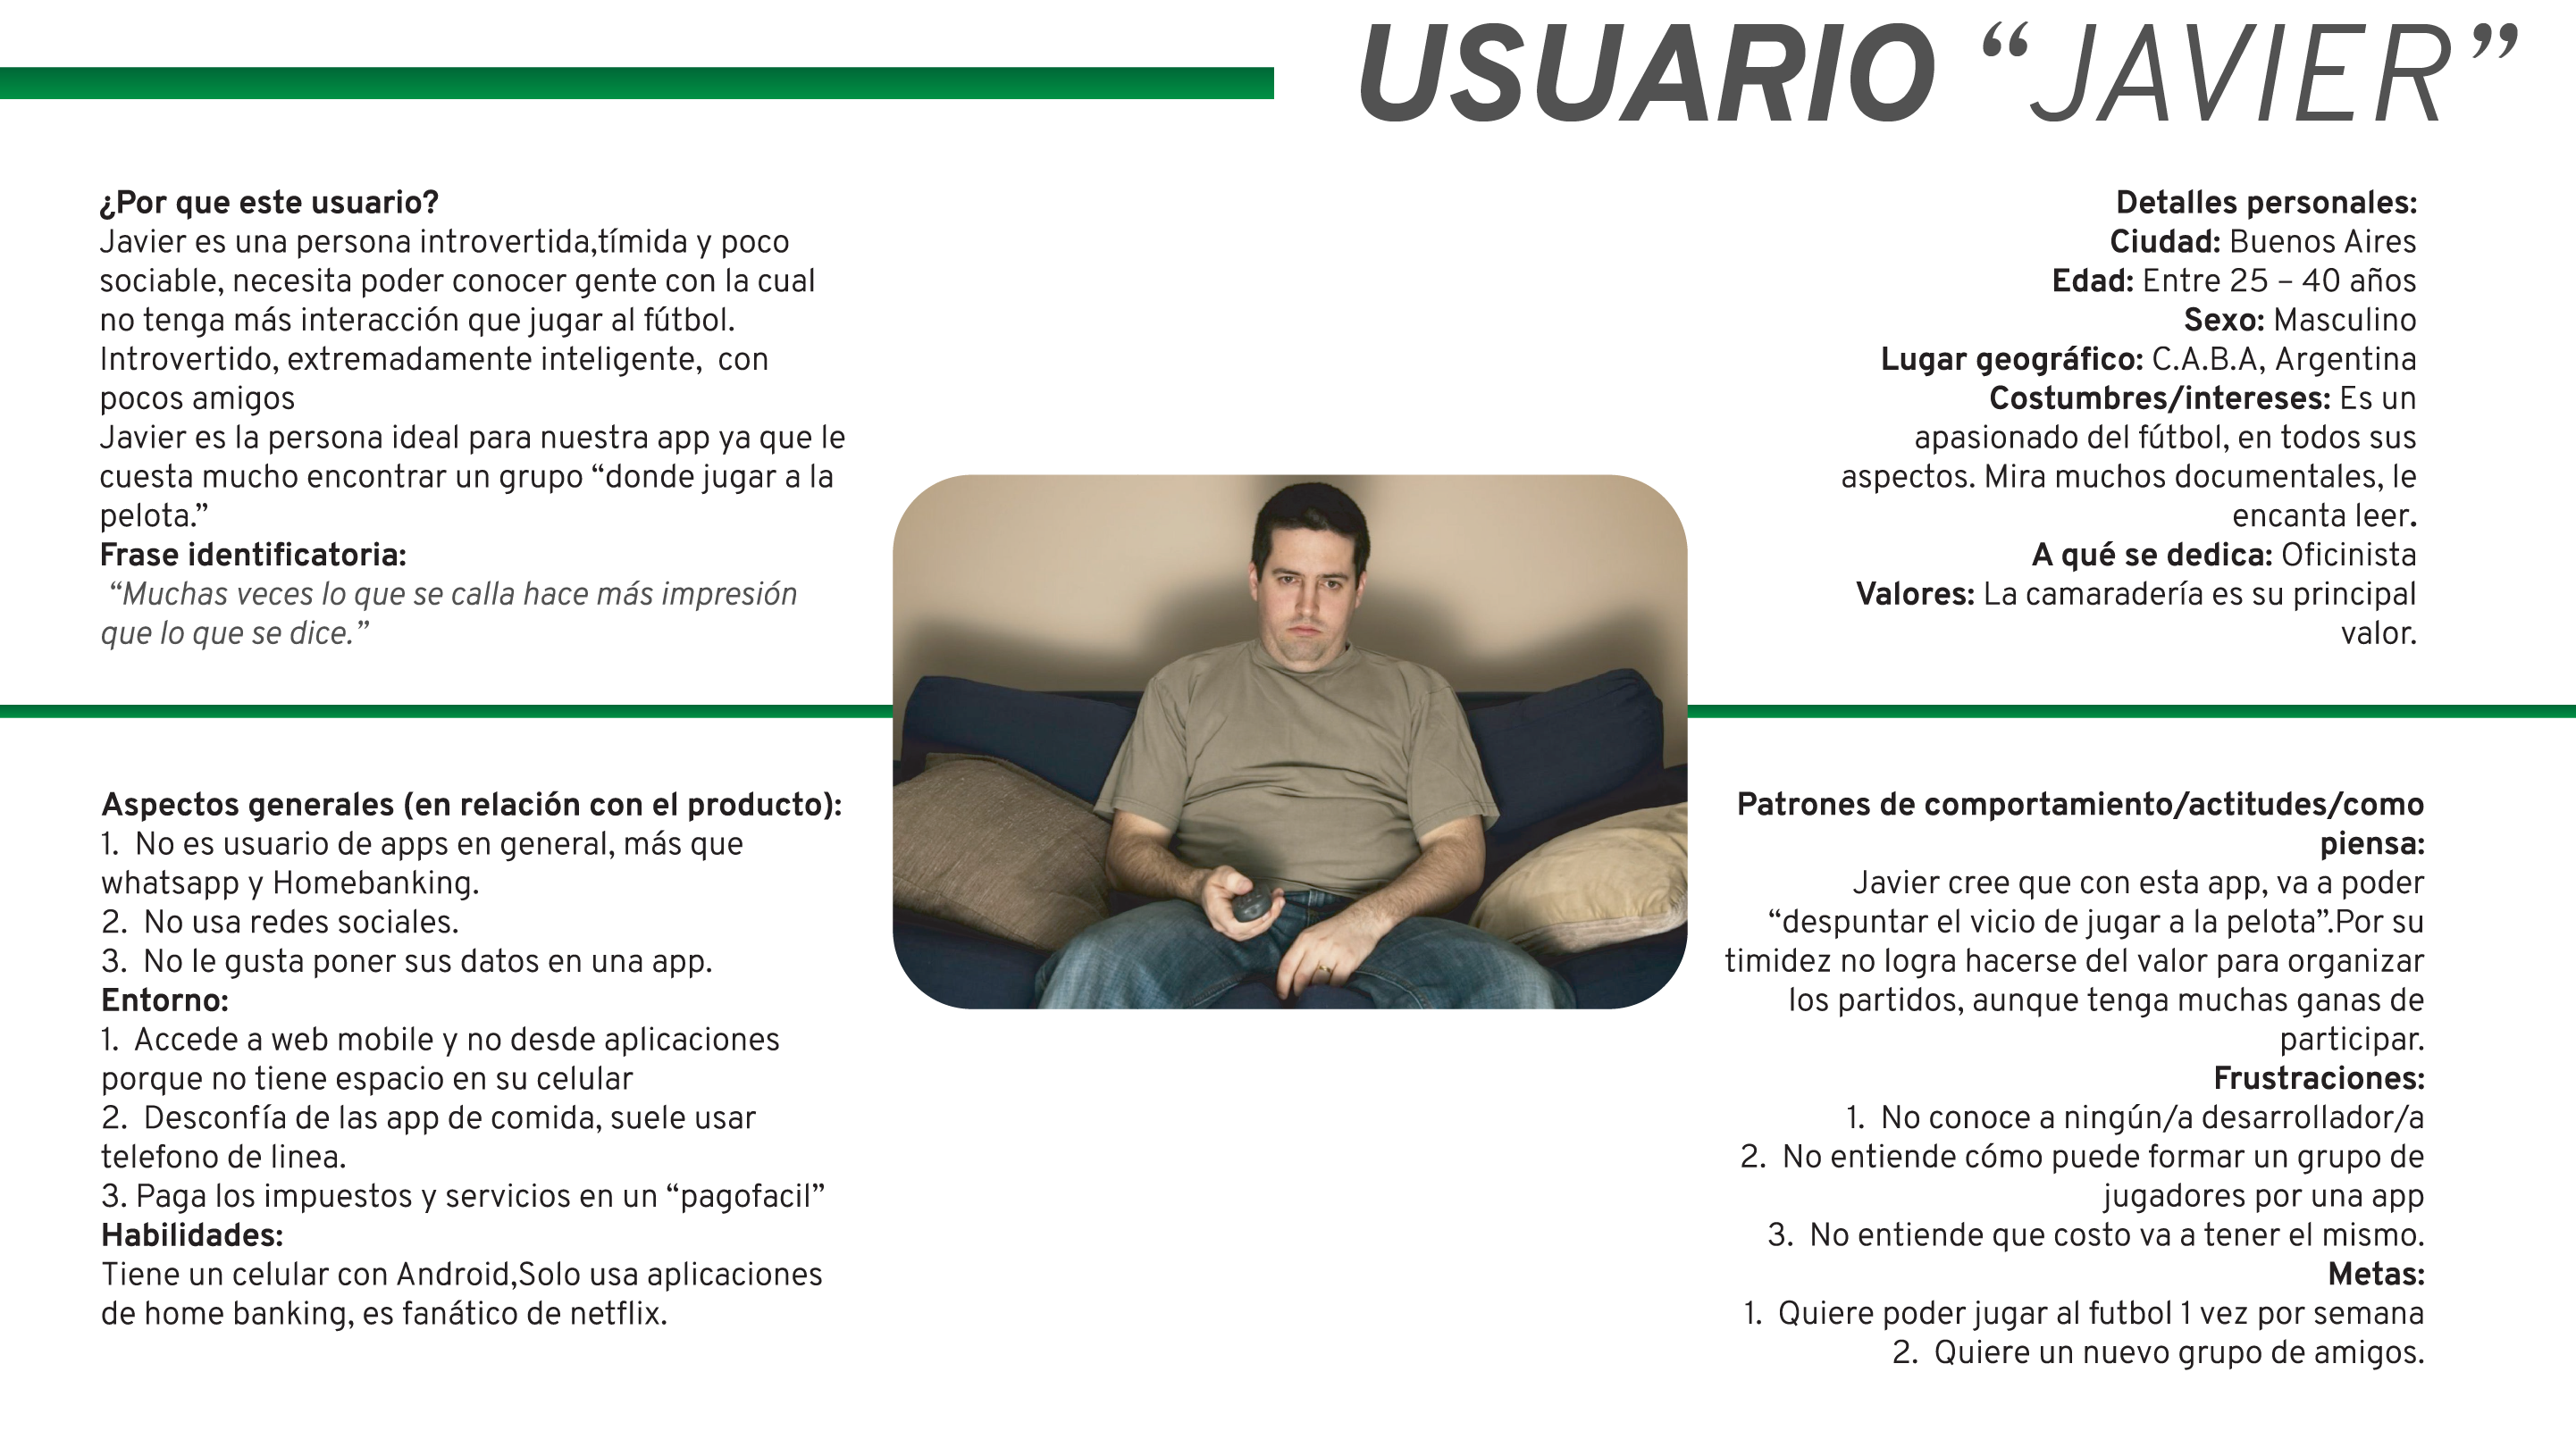 USUARIO “JAVIER”
¿Por que este usuario?
Javier es una persona introvertida,tímida y poco
sociable, necesita poder conocer gente con la cual
no tenga más interacción que jugar al fútbol.
Introvertido, extremadamente inteligente,  con
pocos amigos
Javier es la persona ideal para nuestra app ya que le
cuesta mucho encontrar un grupo “donde jugar a la
pelota.”
Frase identificatoria:
“Muchas veces lo que se calla hace más impresión
que lo que se dice.”
Detalles personales:
Ciudad: Buenos Aires
Edad: Entre 25 – 40 años
Sexo: Masculino
Lugar geográfico: C.A.B.A, Argentina
Costumbres/intereses: Es un
apasionado del fútbol, en todos sus
aspectos. Mira muchos documentales, le
encanta leer.
A qué se dedica: Oficinista
Valores: La camaradería es su principal
valor.
Aspectos generales (en relación con el producto):
1.  No es usuario de apps en general, más que
whatsapp y Homebanking.
2.  No usa redes sociales.
3.  No le gusta poner sus datos en una app.
Entorno:
1.  Accede a web mobile y no desde aplicaciones
porque no tiene espacio en su celular
2.  Desconfía de las app de comida, suele usar
telefono de linea.
3. Paga los impuestos y servicios en un “pagofacil”
Habilidades:
Tiene un celular con Android,Solo usa aplicaciones
de home banking, es fanático de netflix.
Patrones de comportamiento/actitudes/como
piensa:
Javier cree que con esta app, va a poder
“despuntar el vicio de jugar a la pelota”.Por su
timidez no logra hacerse del valor para organizar
los partidos, aunque tenga muchas ganas de
participar.
Frustraciones:
1.  No conoce a ningún/a desarrollador/a
2.  No entiende cómo puede formar un grupo de
jugadores por una app
3.  No entiende que costo va a tener el mismo.
Metas:
1.  Quiere poder jugar al futbol 1 vez por semana
2.  Quiere un nuevo grupo de amigos.